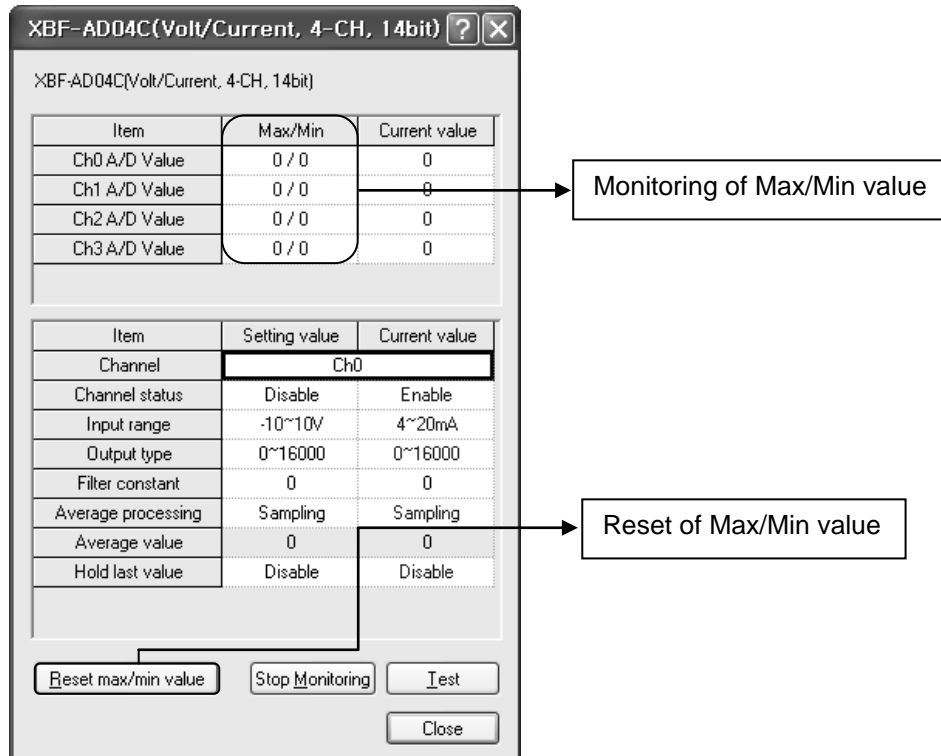 XBF-AD04C(Volt/Current, 4-CH, 14bit) ? X
XBF-AD04C(Volt/Current, 4-CH, 14bit)
Item Max/Min Current value
Ch0 A/D Value 0 / 0 0
Ch1 A/D Value 0 / 0 0
Ch2 A/D Value 0 / 0 0
Ch3 A/D Value 0 / 0 0
Monitoring of Max/Min value
Item Setting value Current value
Channel Ch0
Channel status Disable Enable
Input range -10~10V 4~20mA
Output type 0~16000 0~16000
Filter constant 0 0
Average processing Sampling Sampling
Average value 0 0
Hold last value Disable Disable
Reset of Max/Min value
Reset max/min value Stop Monitoring Test
Close